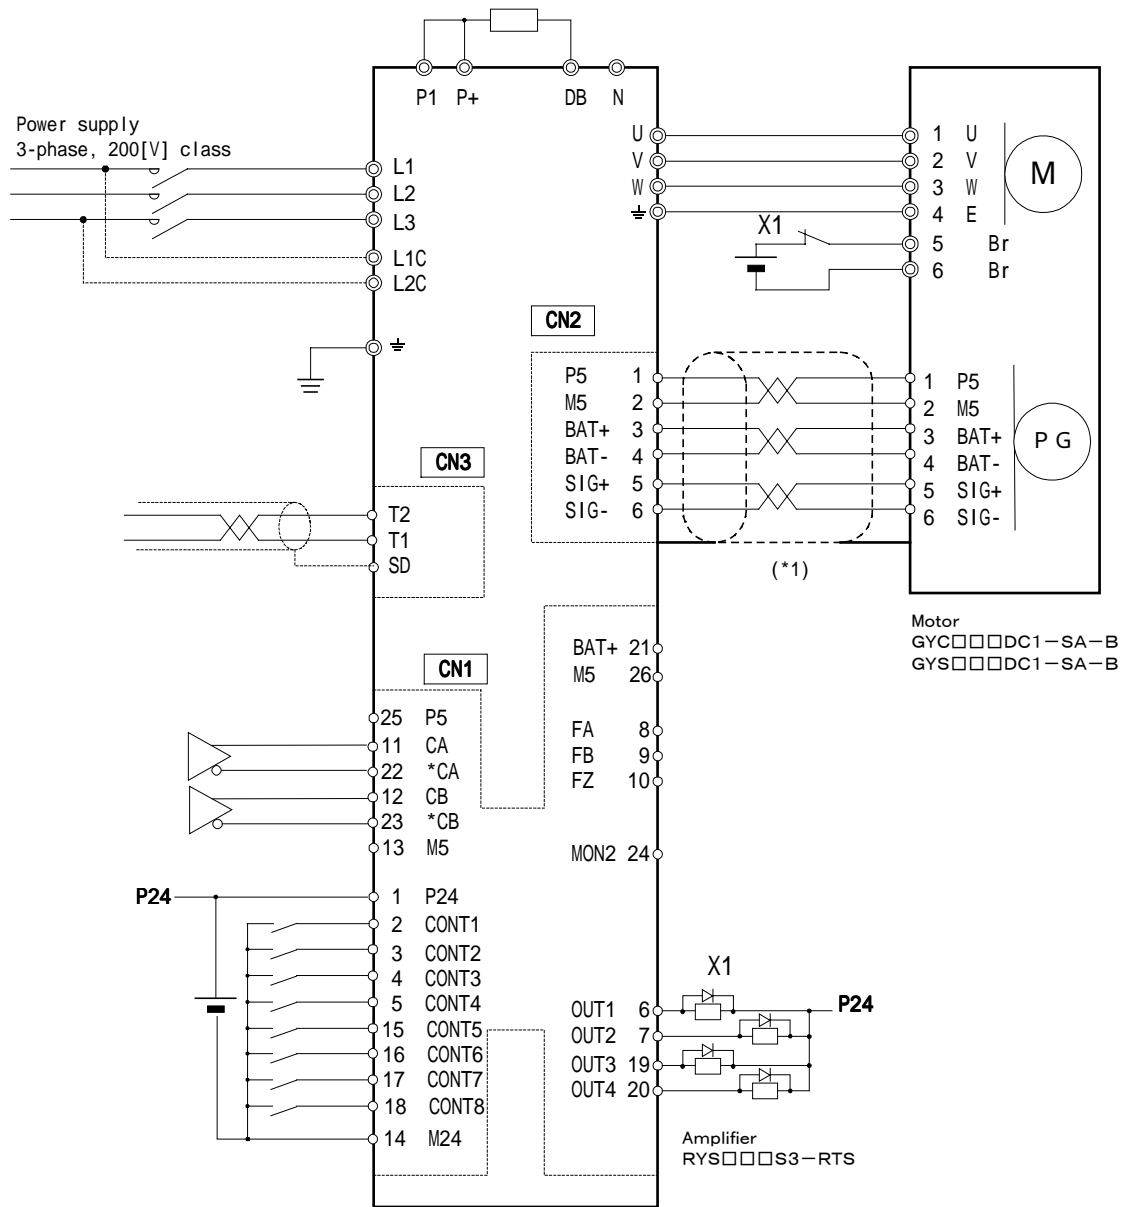 P1 P+ DB N
Power supply
3-phase, 200[V] class
L1
L2
L3
L1C
L2C
U
V
W
1 U
2 V
3 W
4 E
5 Br
6 Br
M
X1
CN2
P5 1
M5 2
BAT+ 3
BAT- 4
SIG+ 5
SIG- 6
(*1)
1 P5
2 M5
3 BAT+
4 BAT-
5 SIG+
6 SIG-
PG
Motor
GYC□□□DC1-SA-B
GYS□□□DC1-SA-B
CN3
T2
T1
SD
CN1
25 P5
11 CA
22 *CA
12 CB
23 *CB
13 M5
P24
1 P24
2 CONT1
3 CONT2
4 CONT3
5 CONT4
15 CONT5
16 CONT6
17 CONT7
18 CONT8
14 M24
BAT+ 21
M5 26
FA 8
FB 9
FZ 10
MON2 24
X1
OUT1 6
OUT2 7
OUT3 19
OUT4 20
P24
Amplifier
RYS□□□S3-RTS